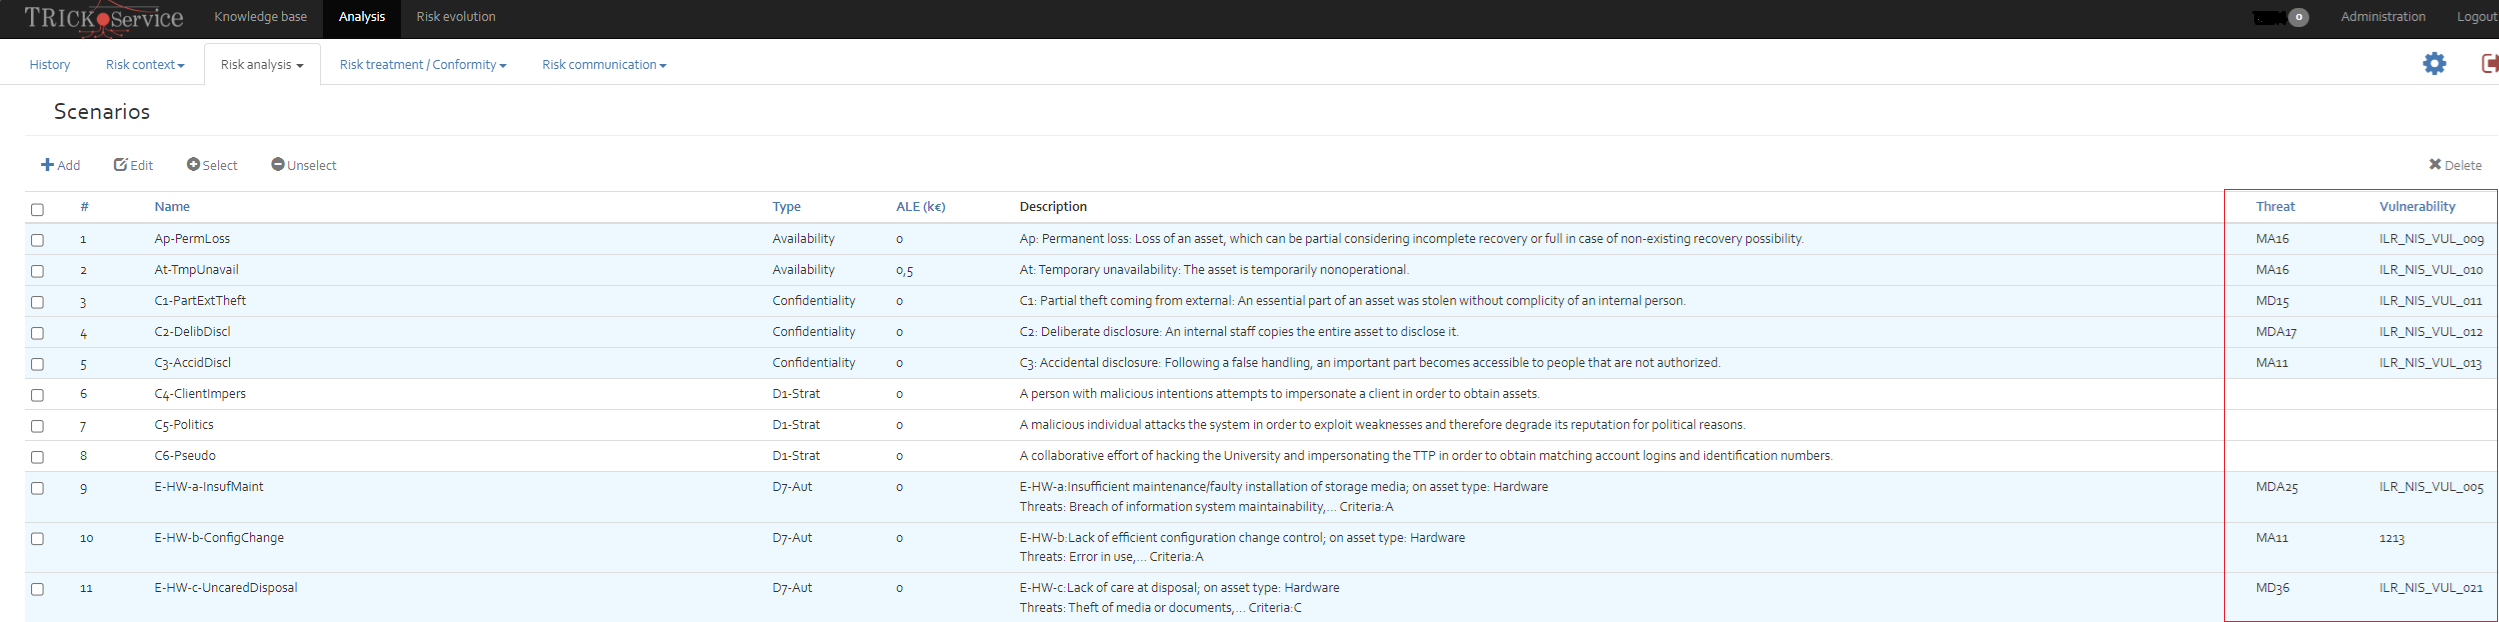 TRICK Service Knowledge base Analysis Risk evolution 0 Administration Logout
History Risk context Risk analysis Risk treatment / Conformity Risk communication
Scenarios
Add Edit Select Unselect Delete
# Name Type ALE (k€) Description Threat Vulnerability
1 Ap-PermLoss Availability 0 Ap: Permanent loss: Loss of an asset, which can be partial considering incomplete recovery or full in case of non-existing recovery possibility. MA16 ILR_NIS_VUL_009
2 At-TmpUnavail Availability 0,5 At: Temporary unavailability: The asset is temporarily nonoperational. MA16 ILR_NIS_VUL_010
3 C1-PartExtTheft Confidentiality 0 C1: Partial theft coming from external: An essential part of an asset was stolen without complicity of an internal person. MD15 ILR_NIS_VUL_011
4 C2-DelibDiscl Confidentiality 0 C2: Deliberate disclosure: An internal staff copies the entire asset to disclose it. MDA17 ILR_NIS_VUL_012
5 C3-AccidDiscl Confidentiality 0 C3: Accidental disclosure: Following a false handling, an important part becomes accessible to people that are not authorized. MA11 ILR_NIS_VUL_013
6 C4-ClientImpers D1-Strat 0 A person with malicious intentions attempts to impersonate a client in order to obtain assets.
7 C5-Politics D1-Strat 0 A malicious individual attacks the system in order to exploit weaknesses and therefore degrade its reputation for political reasons.
8 C6-Pseudo D1-Strat 0 A collaborative effort of hacking the University and impersonating the TTP in order to obtain matching account logins and identification numbers.
9 E-HW-a-InsufMaint D7-Aut 0 E-HW-a:Insufficient maintenance/faulty installation of storage media; on asset type: Hardware MDA25 ILR_NIS_VUL_005
Threats: Breach of information system maintainability,... Criteria:A
10 E-HW-b-ConfigChange D7-Aut 0 E-HW-b:Lack of efficient configuration change control; on asset type: Hardware MA11 1213
Threats: Error in use,... Criteria:A
11 E-HW-c-UncaredDisposal D7-Aut 0 E-HW-c:Lack of care at disposal; on asset type: Hardware MD36 ILR_NIS_VUL_021
Threats: Theft of media or documents,... Criteria:C